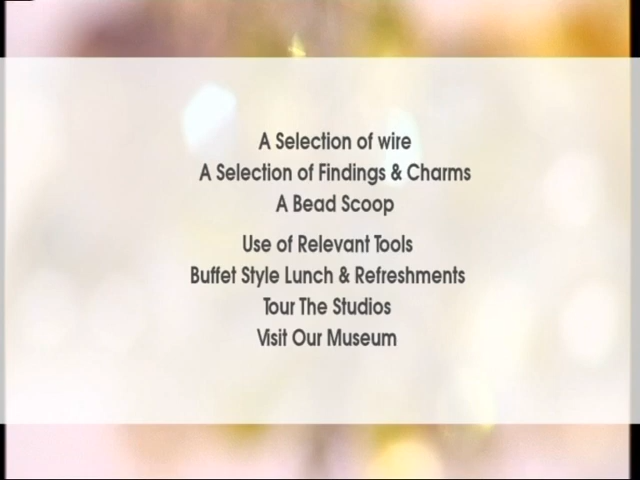 A Selection of wire
A Selection of Findings & Charms
A Bead Scoop
Use of Relevant Tools
Buffet Style Lunch & Refreshments
Tour The Studios
Visit Our Museum